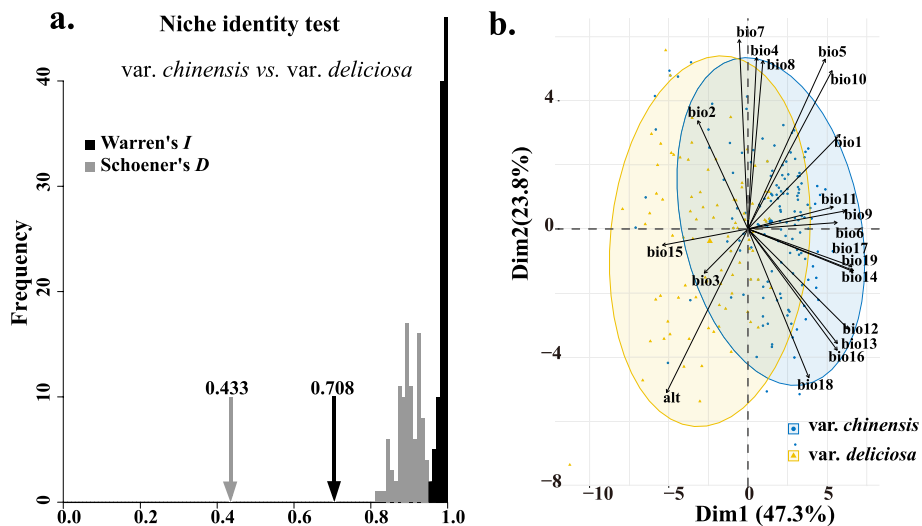 a.
Niche identity test
var. chinensis vs. var. deliciosa
Warren's I
Schoener's D
Frequency
40
30
20
10
0
0.433
0.708
0.0
0.2
0.4
0.6
0.8
1.0
b.
bio7
bio4
bio8
bio5
bio10
bio2
bio1
bio11
bio9
bio6
bio17
bio19
bio14
bio15
bio3
bio12
bio13
bio16
bio18
alt
var. chinensis
var. deliciosa
Dim2(23.8%)
4
0
−4
−8
−10
−5
0
5
Dim1 (47.3%)